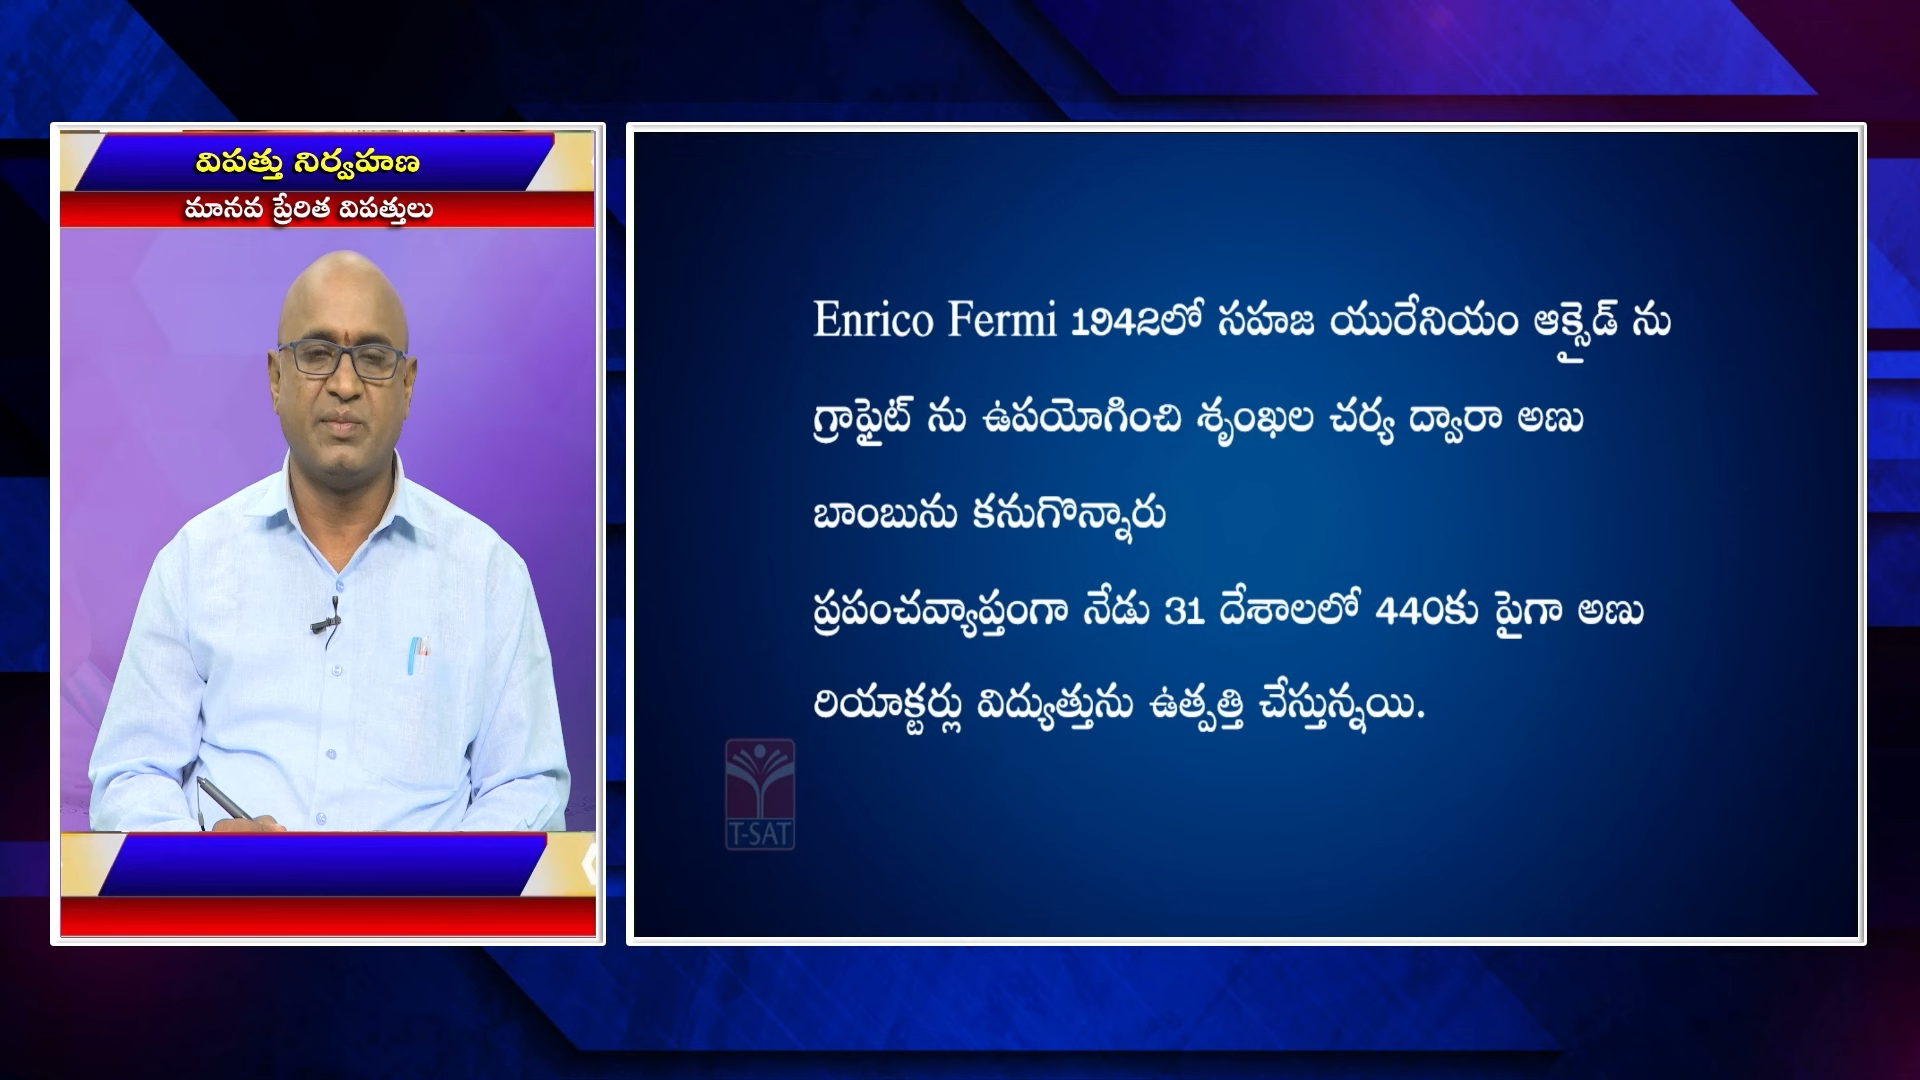 విపత్తు నిర్వహణ
మానవ ప్రేరిత విపత్తులు
Enrico Fermi 1942లో సహజ యురేనియం ఆక్సైడ్ ను
గ్రాఫైట్ ను ఉపయోగించి శృంఖల చర్య ద్వారా అణు
బాంబును కనుగొన్నారు
ప్రపంచవ్యాప్తంగా నేడు 31 దేశాలలో 440కు పైగా అణు
రియాక్టర్లు విద్యుత్తును ఉత్పత్తి చేస్తున్నయి.
T-SAT